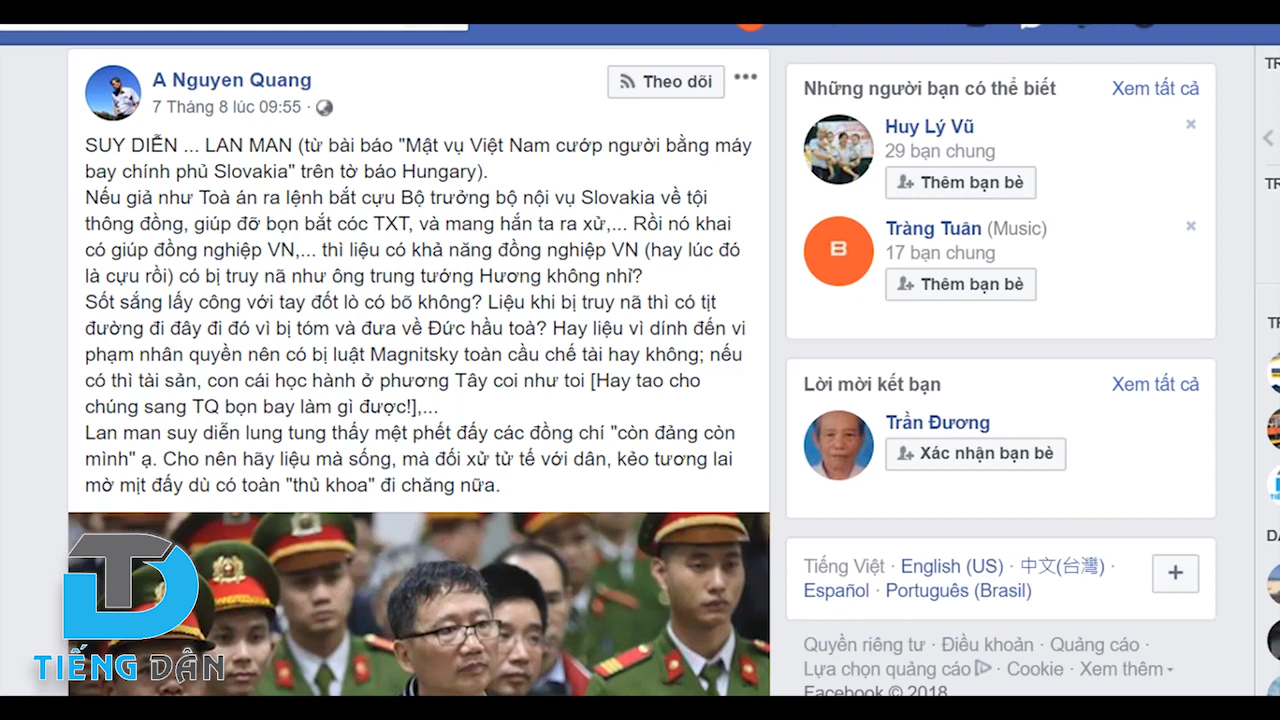 A Nguyen Quang
7 Tháng 8 lúc 09:55 ·
Theo dõi
SUY DIỄN ... LAN MAN (từ bài báo "Mật vụ Việt Nam cướp người bằng máy
bay chính phủ Slovakia" trên tờ báo Hungary).
Nếu giả như Toà án ra lệnh bắt cựu Bộ trưởng bộ nội vụ Slovakia về tội
thông đồng, giúp đỡ bọn bắt cóc TXT, và mang hắn ta ra xử,... Rồi nó khai
có giúp đồng nghiệp VN,... thì liệu có khả năng đồng nghiệp VN (hay lúc đó
là cựu rồi) có bị truy nã như ông trung tướng Hương không nhỉ?
Sốt sắng lấy công với tay đốt lò có bõ không? Liệu khi bị truy nã thì có tịt
đường đi đây đi đó vì bị tóm và đưa về Đức hầu toà? Hay liệu vì dính đến vi
phạm nhân quyền nên có bị luật Magnitsky toàn cầu chế tài hay không; nếu
có thì tài sản, con cái học hành ở phương Tây coi như toi [Hay tao cho
chúng sang TQ bọn bay làm gì được!],...
Lan man suy diễn lung tung thấy mệt phết đấy các đồng chí "còn đảng còn
mình" ạ. Cho nên hãy liệu mà sống, mà đối xử tử tế với dân, kẻo tương lai
mờ mịt đấy dù có toàn "thủ khoa" đi chăng nữa.
TD
TIẾNG DÂN
Những người bạn có thể biết
Xem tất cả
Huy Lý Vũ
29 bạn chung
Thêm bạn bè
B
Tràng Tuân (Music)
17 bạn chung
Thêm bạn bè
Lời mời kết bạn
Xem tất cả
Trần Đương
Xác nhận bạn bè
Tiếng Việt · English (US) · 中文(台灣) ·
Español · Português (Brasil)
Quyền riêng tư · Điều khoản · Quảng cáo ·
Lựa chọn quảng cáo · Cookie · Xem thêm
Facebook © 2018